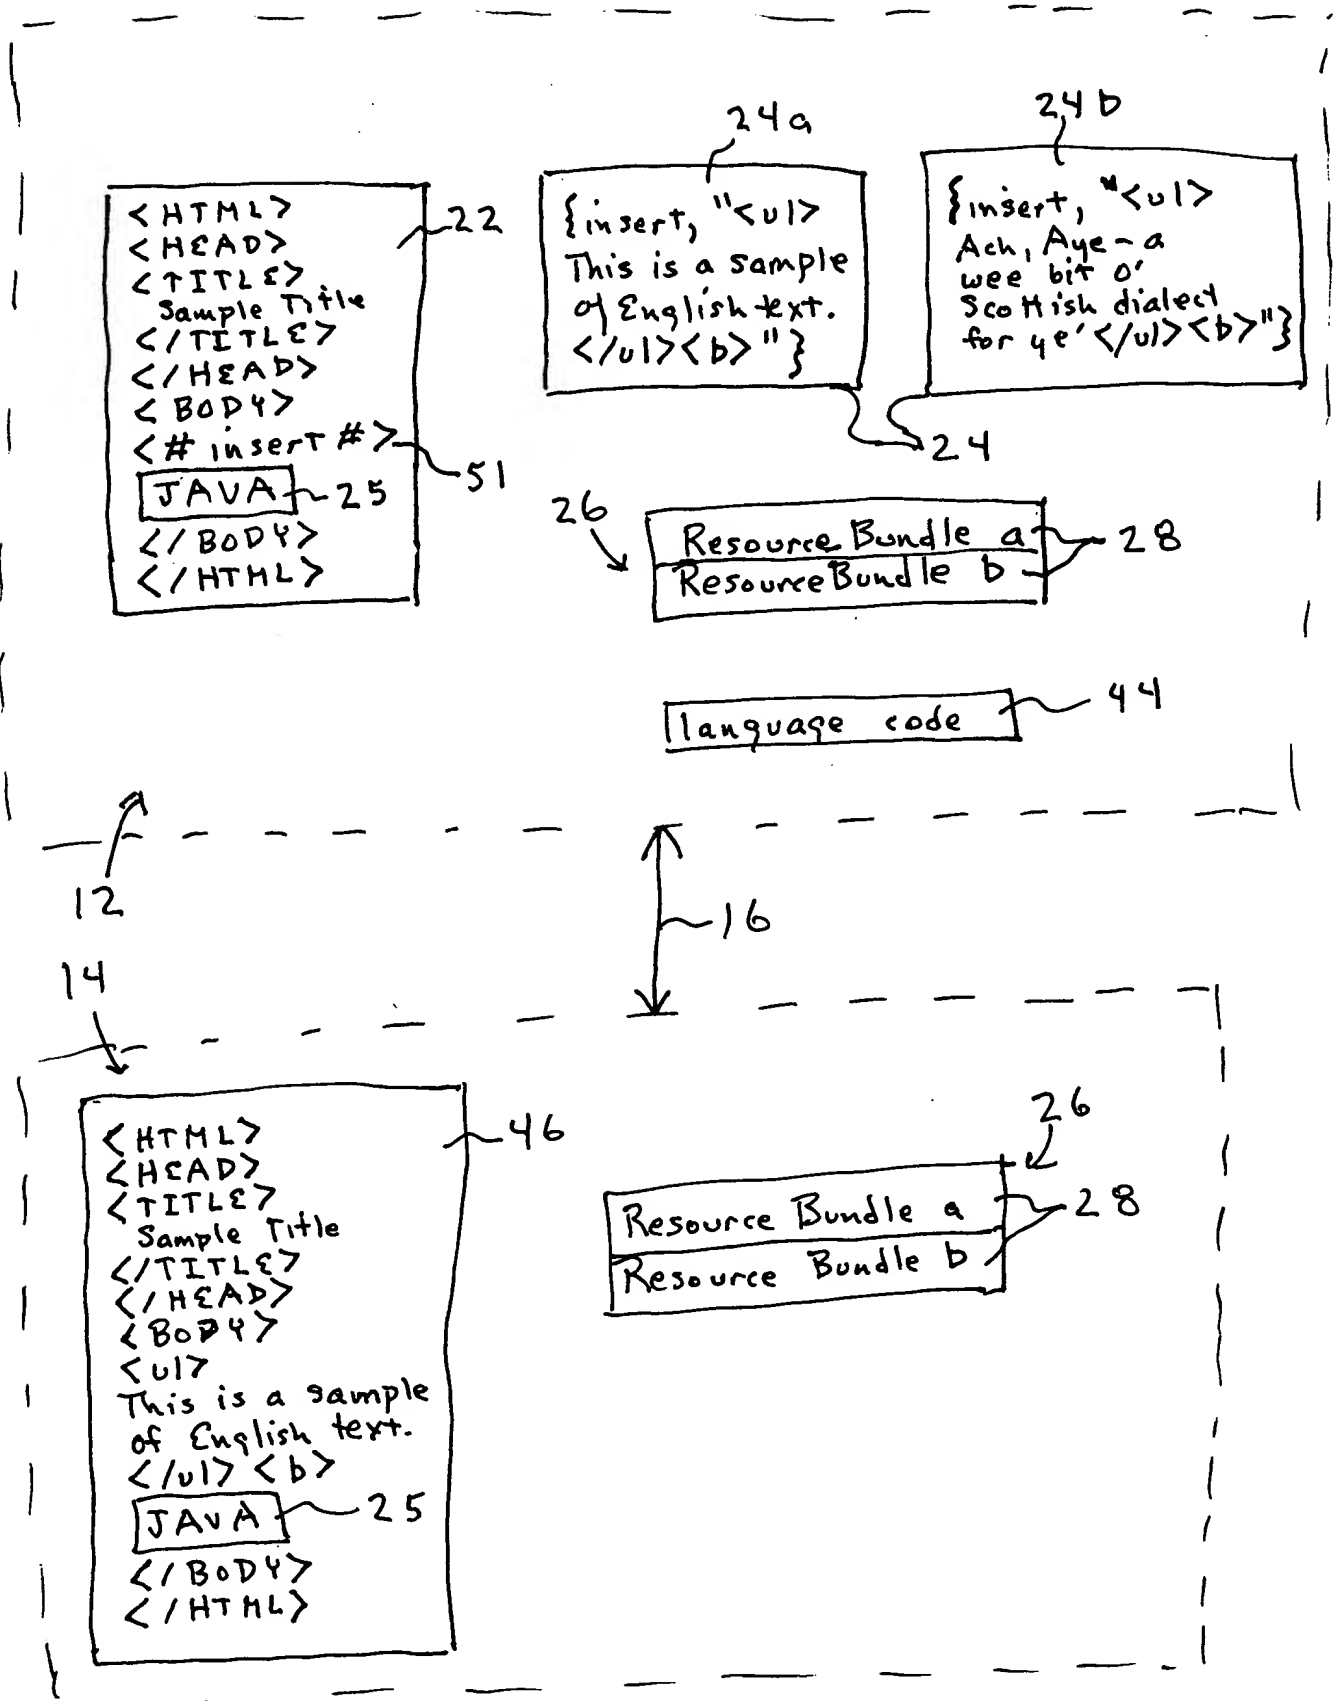 24a
24b
<HTML>
<HEAD>
<TITLE>
Sample Title
</TITLE>
</HEAD>
<BODY>
<# insert #>
JAVA
</BODY>
</HTML>
22
51
25
{insert, "<ul>
This is a sample
of English text.
</ul><b>"}
{insert, "<ul>
Ach, Aye-a
wee bit o'
Scottish dialect
for ye'</ul><b>"}
24
26
Resource Bundle a
Resource Bundle b
28
language code
44
12
16
14
<HTML>
<HEAD>
<TITLE>
Sample Title
</TITLE>
</HEAD>
<BODY>
<ul>
This is a sample
of English text.
</ul> <b>
JAVA
</BODY>
</HTML>
46
25
26
Resource Bundle a
Resource Bundle b
28